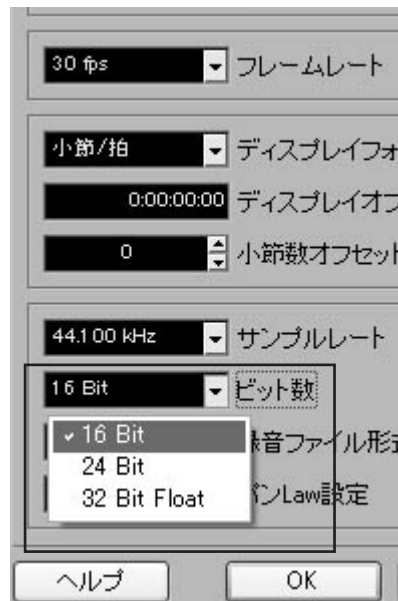 30 fps フレームレート
小節/拍 ディスプレイフォ
0:00:00:00 ディスプレイオフ
0 小節数オフセット
44.100 kHz サンプルレート
16 Bit ビット数
16 Bit 録音ファイル形式
24 Bit
32 Bit Float パンLaw設定
ヘルプ OK